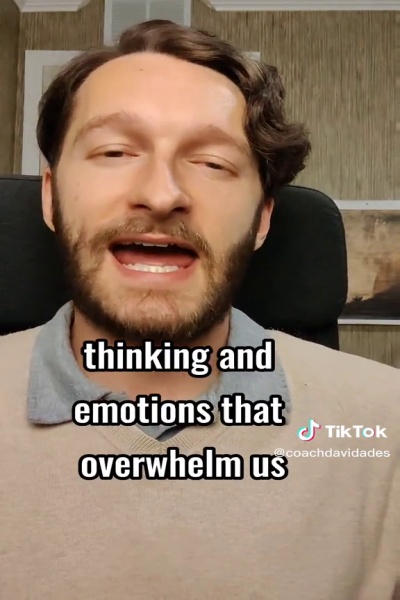 thinking and
emotions that
overwhelm us
TikTok
@coachdavidades